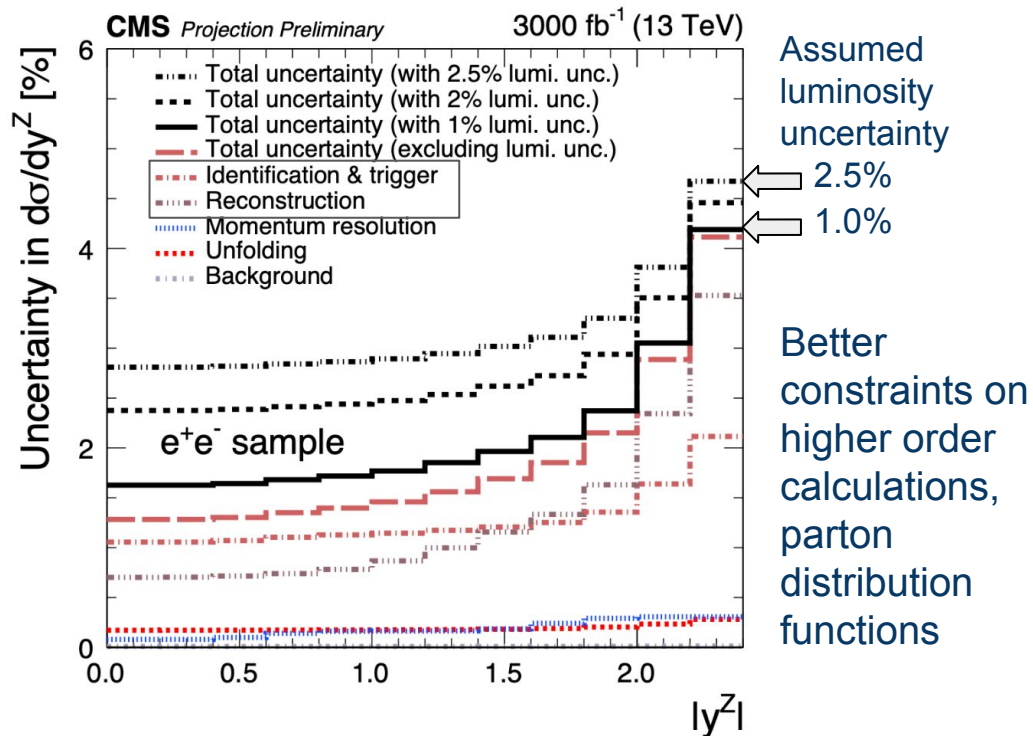 CMS Projection Preliminary
3000 fb⁻¹ (13 TeV)
Uncertainty in dσ/dy^Z [%]
6
4
2
0
Total uncertainty (with 2.5% lumi. unc.)
Total uncertainty (with 2% lumi. unc.)
Total uncertainty (with 1% lumi. unc.)
Total uncertainty (excluding lumi. unc.)
Identification & trigger
Reconstruction
Momentum resolution
Unfolding
Background
e⁺e⁻ sample
0.0 0.5 1.0 1.5 2.0
|y^Z|
Assumed
luminosity
uncertainty
2.5%
1.0%
Better
constraints on
higher order
calculations,
parton
distribution
functions